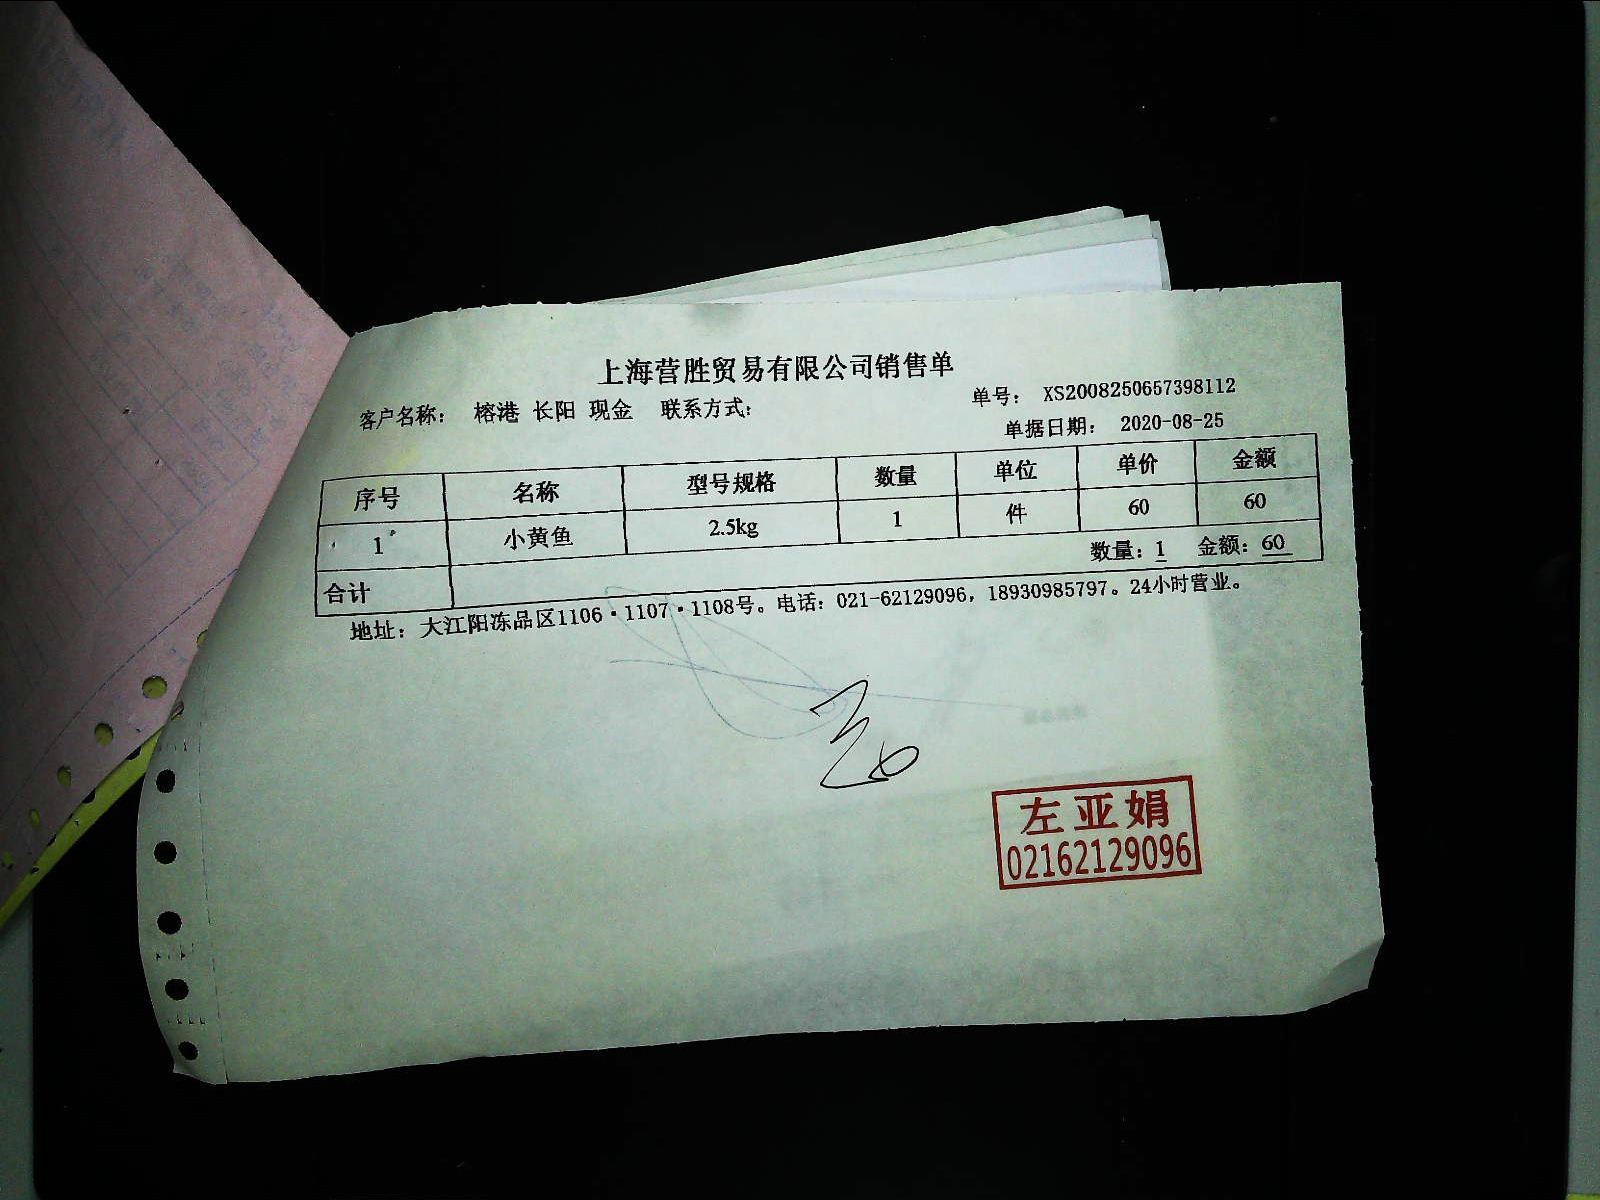 上海营胜贸易有限公司销售单
单号： XS2008250657398112
客户名称： 榕港 长阳 现金 联系方式：
单据日期： 2020-08-25
序号 名称 型号规格 数量 单位 单价 金额
1 小黄鱼 2.5kg 1 件 60 60
合计 数量：1 金额：60
地址：大江阳冻品区1106·1107·1108号。电话：021-62129096，18930985797。24小时营业。
左亚娟
02162129096